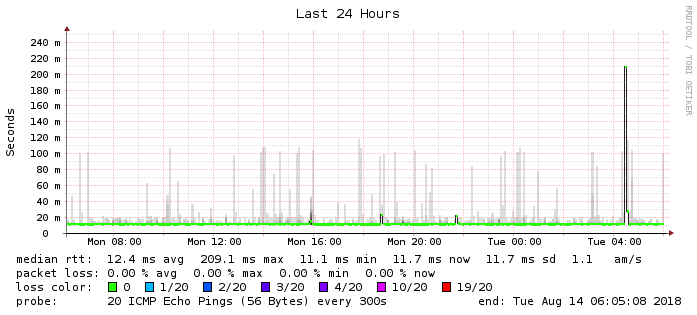 Last 24 Hours
RRDTOOL / TOBI OETIKER
Seconds
240 m
220 m
200 m
180 m
160 m
140 m
120 m
100 m
80 m
60 m
40 m
20 m
0
Mon 08:00 Mon 12:00 Mon 16:00 Mon 20:00 Tue 00:00 Tue 04:00
median rtt: 12.4 ms avg 209.1 ms max 11.1 ms min 11.7 ms now 11.7 ms sd 1.1 am/s
packet loss: 0.00 % avg 0.00 % max 0.00 % min 0.00 % now
loss color: 0 1/20 2/20 3/20 4/20 10/20 19/20
probe: 20 ICMP Echo Pings (56 Bytes) every 300s end: Tue Aug 14 06:05:08 2018